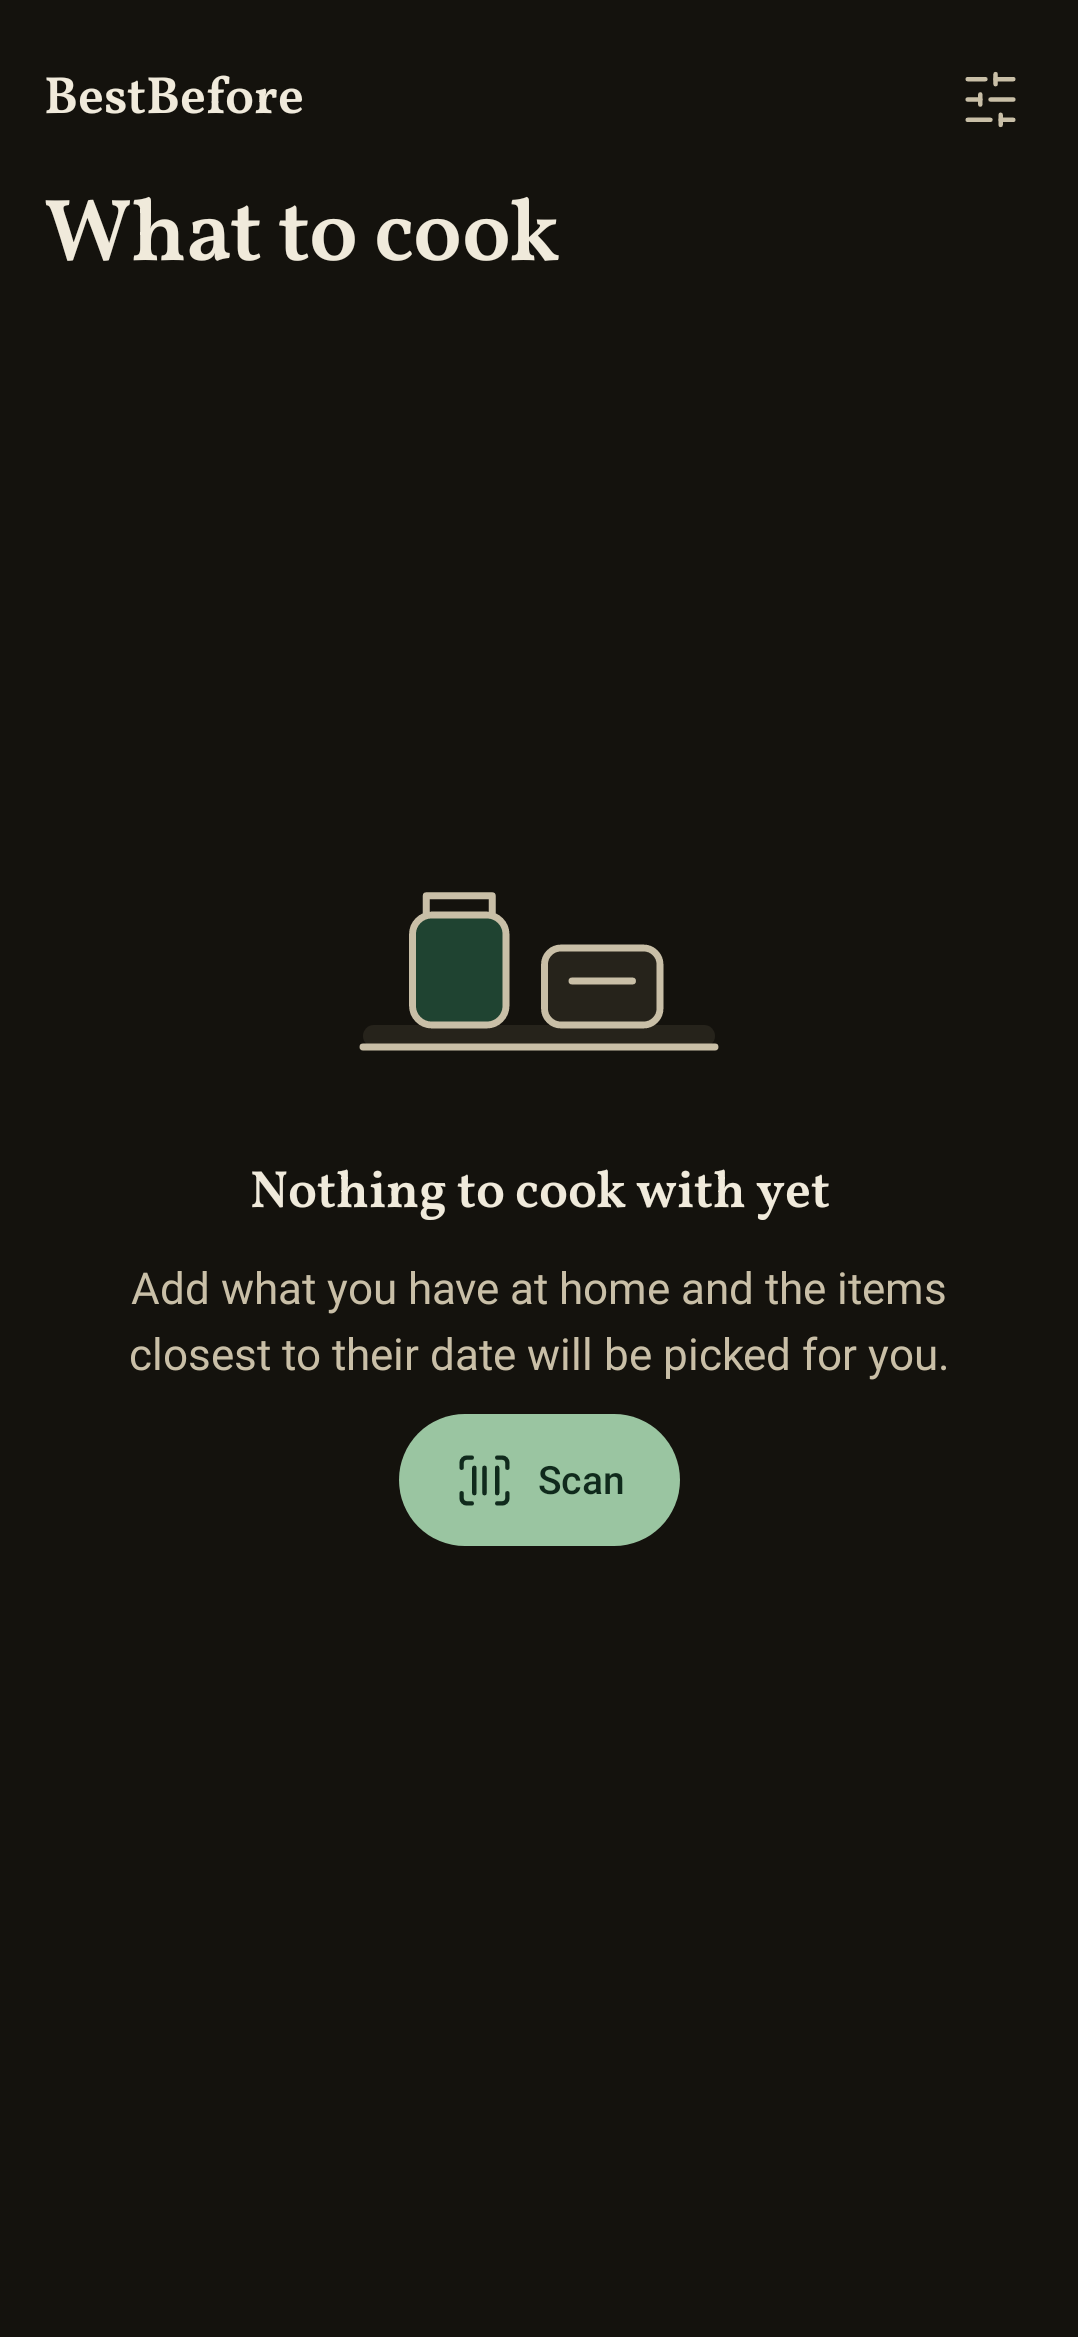 BestBefore
What to cook
Nothing to cook with yet
Add what you have at home and the items
closest to their date will be picked for you.
Scan